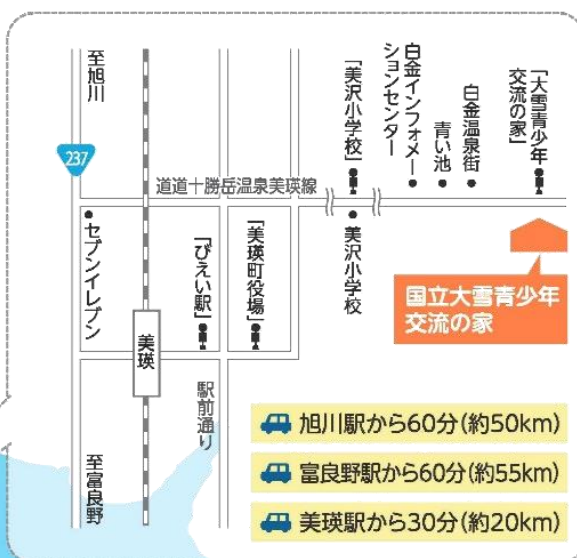 至旭川
237
道道十勝岳温泉美瑛線
セブンイレブン
美瑛
「びえい駅」
「美瑛町役場」
駅前通り
至富良野
「美沢小学校」
美沢小学校
白金インフォメー
ションセンター
青い池
白金温泉街
「大雪青少年
交流の家」
国立大雪青少年
交流の家
旭川駅から60分(約50km)
富良野駅から60分(約55km)
美瑛駅から30分(約20km)